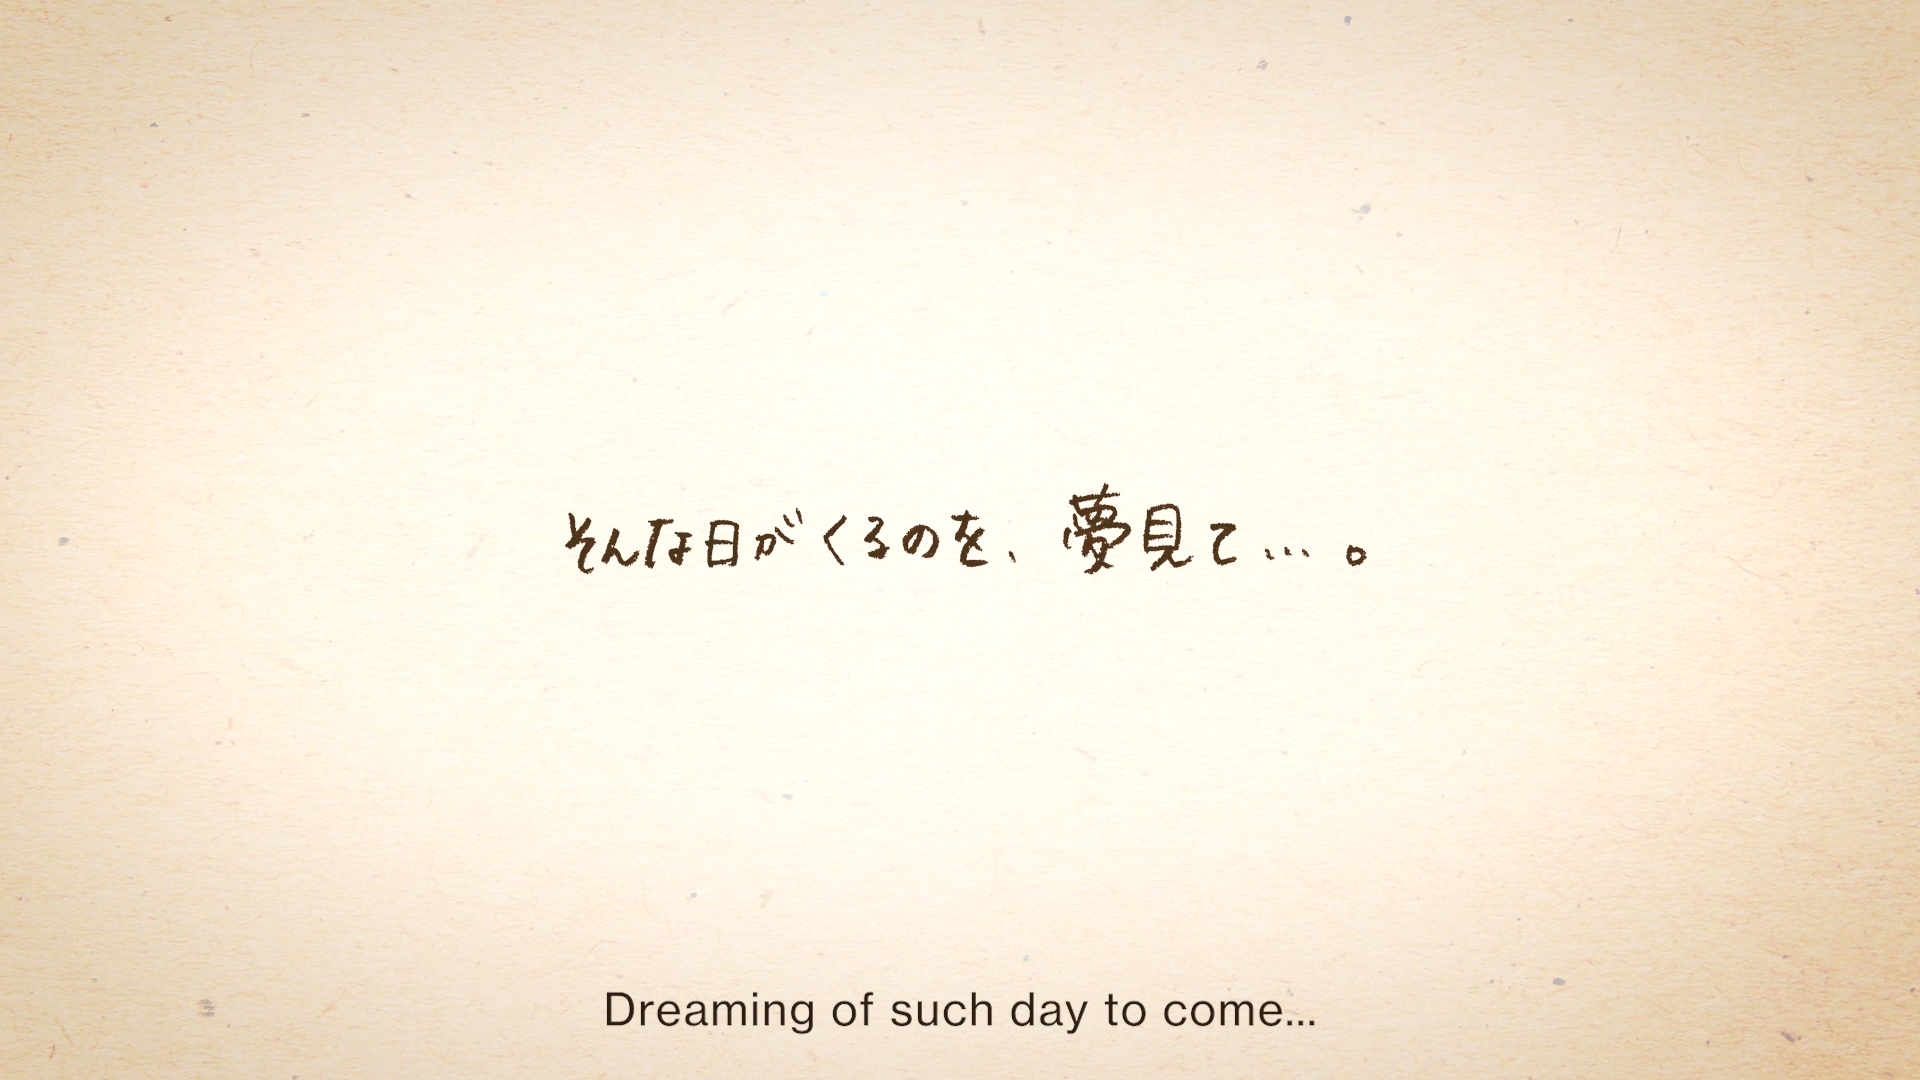 そんな日がくるのを、夢見て…。
Dreaming of such day to come...